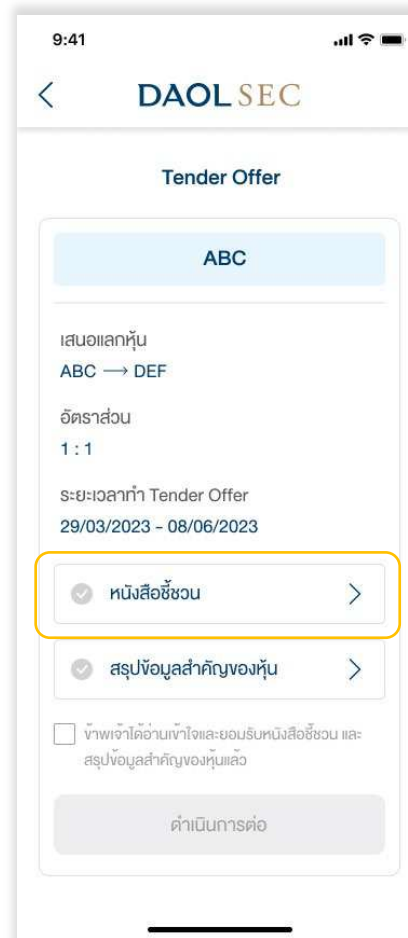 9:41
DAOL SEC
Tender Offer
ABC
เสนอแลกหุ้น
ABC → DEF
อัตราส่วน
1 : 1
ระยะเวลาทำ Tender Offer
29/03/2023 - 08/06/2023
หนังสือชี้ชวน
สรุปข้อมูลสำคัญของหุ้น
ข้าพเจ้าได้อ่านเข้าใจและยอมรับหนังสือชี้ชวน และ
สรุปข้อมูลสำคัญของหุ้นแล้ว
ดำเนินการต่อ